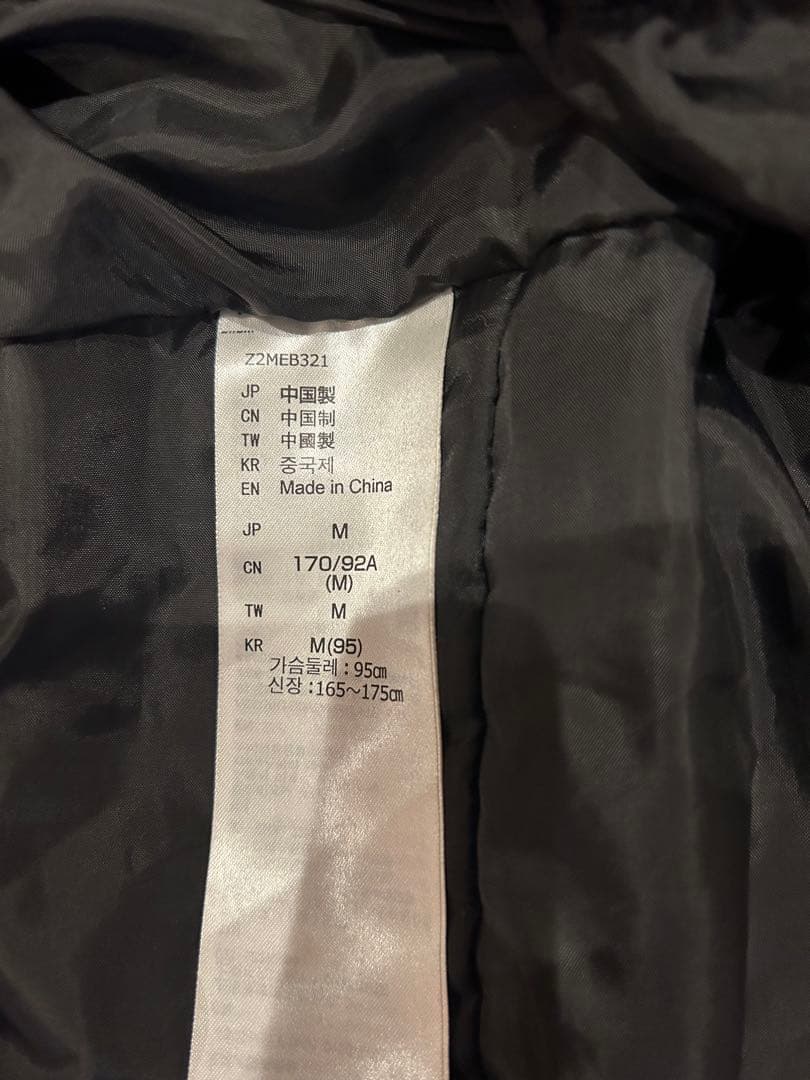 Z2MEB321
JP 中国製
CN 中国制
TW 中國製
KR 중국제
EN Made in China
JP M
CN 170/92A
(M)
TW M
KR M(95)
가슴둘레 : 95㎝
신장 : 165~175㎝